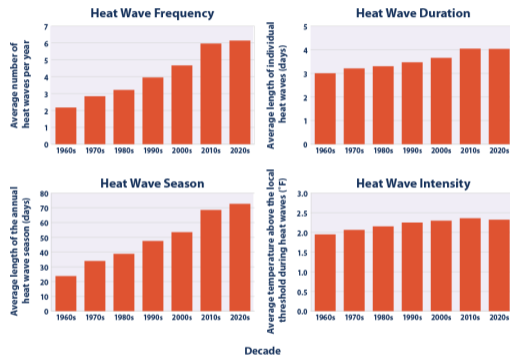 Heat Wave Frequency
Average number of
heat waves per year
7
6
5
4
3
2
1
0
1960s 1970s 1980s 1990s 2000s 2010s 2020s
Heat Wave Duration
Average length of individual
heat waves (days)
5
4
3
2
1
0
1960s 1970s 1980s 1990s 2000s 2010s 2020s
Heat Wave Season
Average length of the annual
heat wave season (days)
80
70
60
50
40
30
20
10
0
1960s 1970s 1980s 1990s 2000s 2010s 2020s
Heat Wave Intensity
Average temperature above the local
threshold during heat waves (°F)
3.0
2.5
2.0
1.5
1.0
0.5
0.0
1960s 1970s 1980s 1990s 2000s 2010s 2020s
Decade